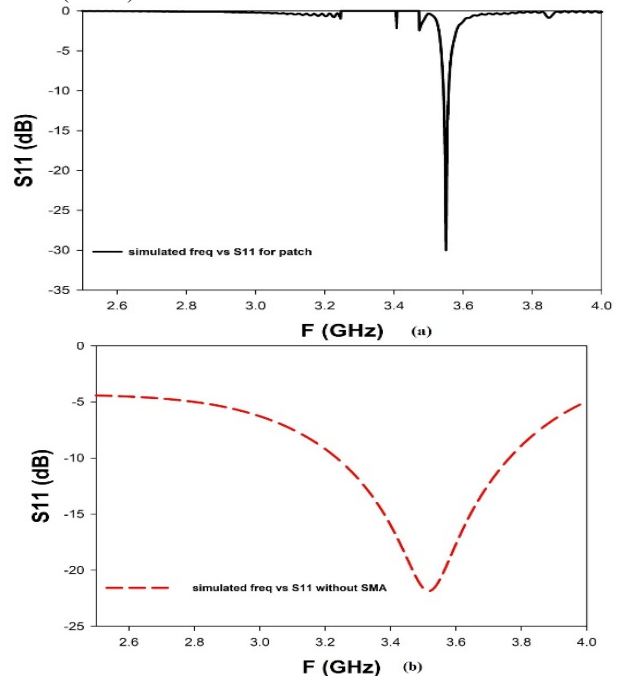 0
-5
-10
-15
-20
-25
-30
-35
S11 (dB)
simulated freq vs S11 for patch
2.6 2.8 3.0 3.2 3.4 3.6 3.8 4.0
F (GHz) (a)
0
-5
-10
-15
-20
-25
S11 (dB)
simulated freq vs S11 without SMA
2.6 2.8 3.0 3.2 3.4 3.6 3.8 4.0
F (GHz) (b)